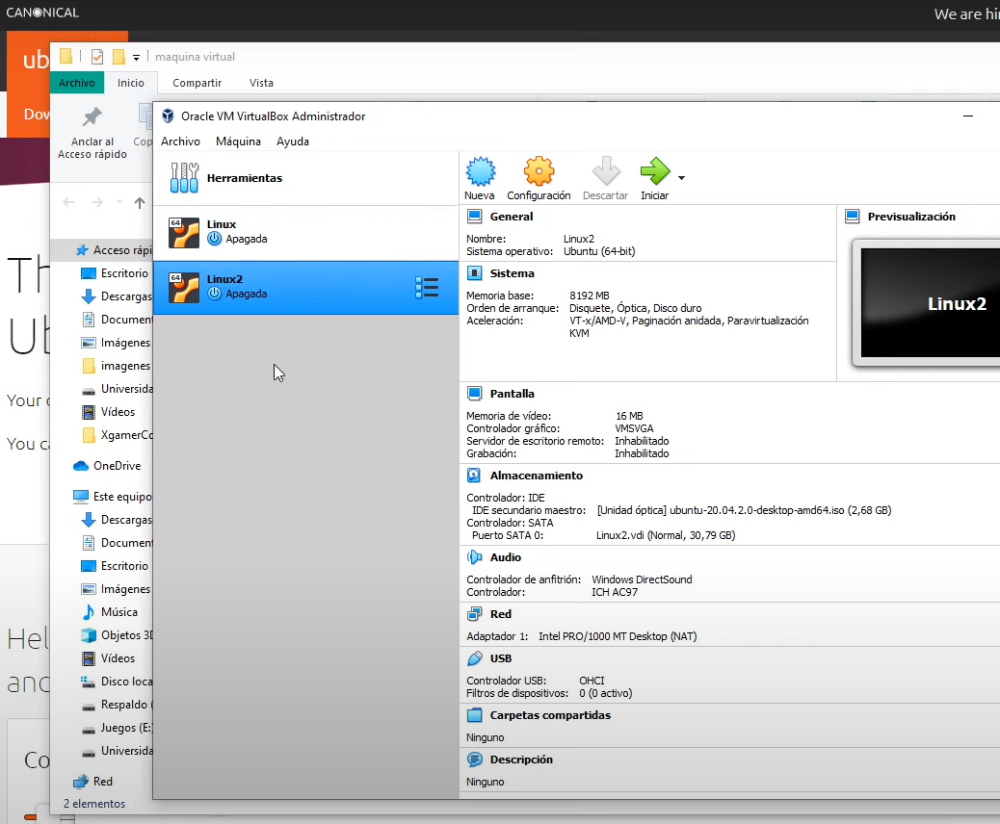 CANONICAL
We are hi
ub
Dow
Your
You ca
Hel
and
Co
maquina virtual
Archivo Inicio Compartir Vista
Anclar al
Acceso rápido
Cop
Acceso rápi
Escritorio
Descargas
Document
Imágenes
imagenes
Universida
Vídeos
XgamerCo
OneDrive
Este equipo
Descargas
Document
Escritorio
Imágenes
Música
Objetos 3D
Vídeos
Disco loca
Respaldo (
Juegos (E:)
Universida
Red
2 elementos
Oracle VM VirtualBox Administrador
Archivo Máquina Ayuda
Herramientas
64
Linux
Apagada
64
Linux2
Apagada
Nueva Configuración Descartar Iniciar
General
Nombre: Linux2
Sistema operativo: Ubuntu (64-bit)
Sistema
Memoria base: 8192 MB
Orden de arranque: Disquete, Óptica, Disco duro
Aceleración: VT-x/AMD-V, Paginación anidada, Paravirtualización
KVM
Previsualización
Linux2
Pantalla
Memoria de vídeo: 16 MB
Controlador gráfico: VMSVGA
Servidor de escritorio remoto: Inhabilitado
Grabación: Inhabilitado
Almacenamiento
Controlador: IDE
IDE secundario maestro: [Unidad óptica] ubuntu-20.04.2.0-desktop-amd64.iso (2,68 GB)
Controlador: SATA
Puerto SATA 0: Linux2.vdi (Normal, 30,79 GB)
Audio
Controlador de anfitrión: Windows DirectSound
Controlador: ICH AC97
Red
Adaptador 1: Intel PRO/1000 MT Desktop (NAT)
USB
Controlador USB: OHCI
Filtros de dispositivos: 0 (0 activo)
Carpetas compartidas
Ninguno
Descripción
Ninguno